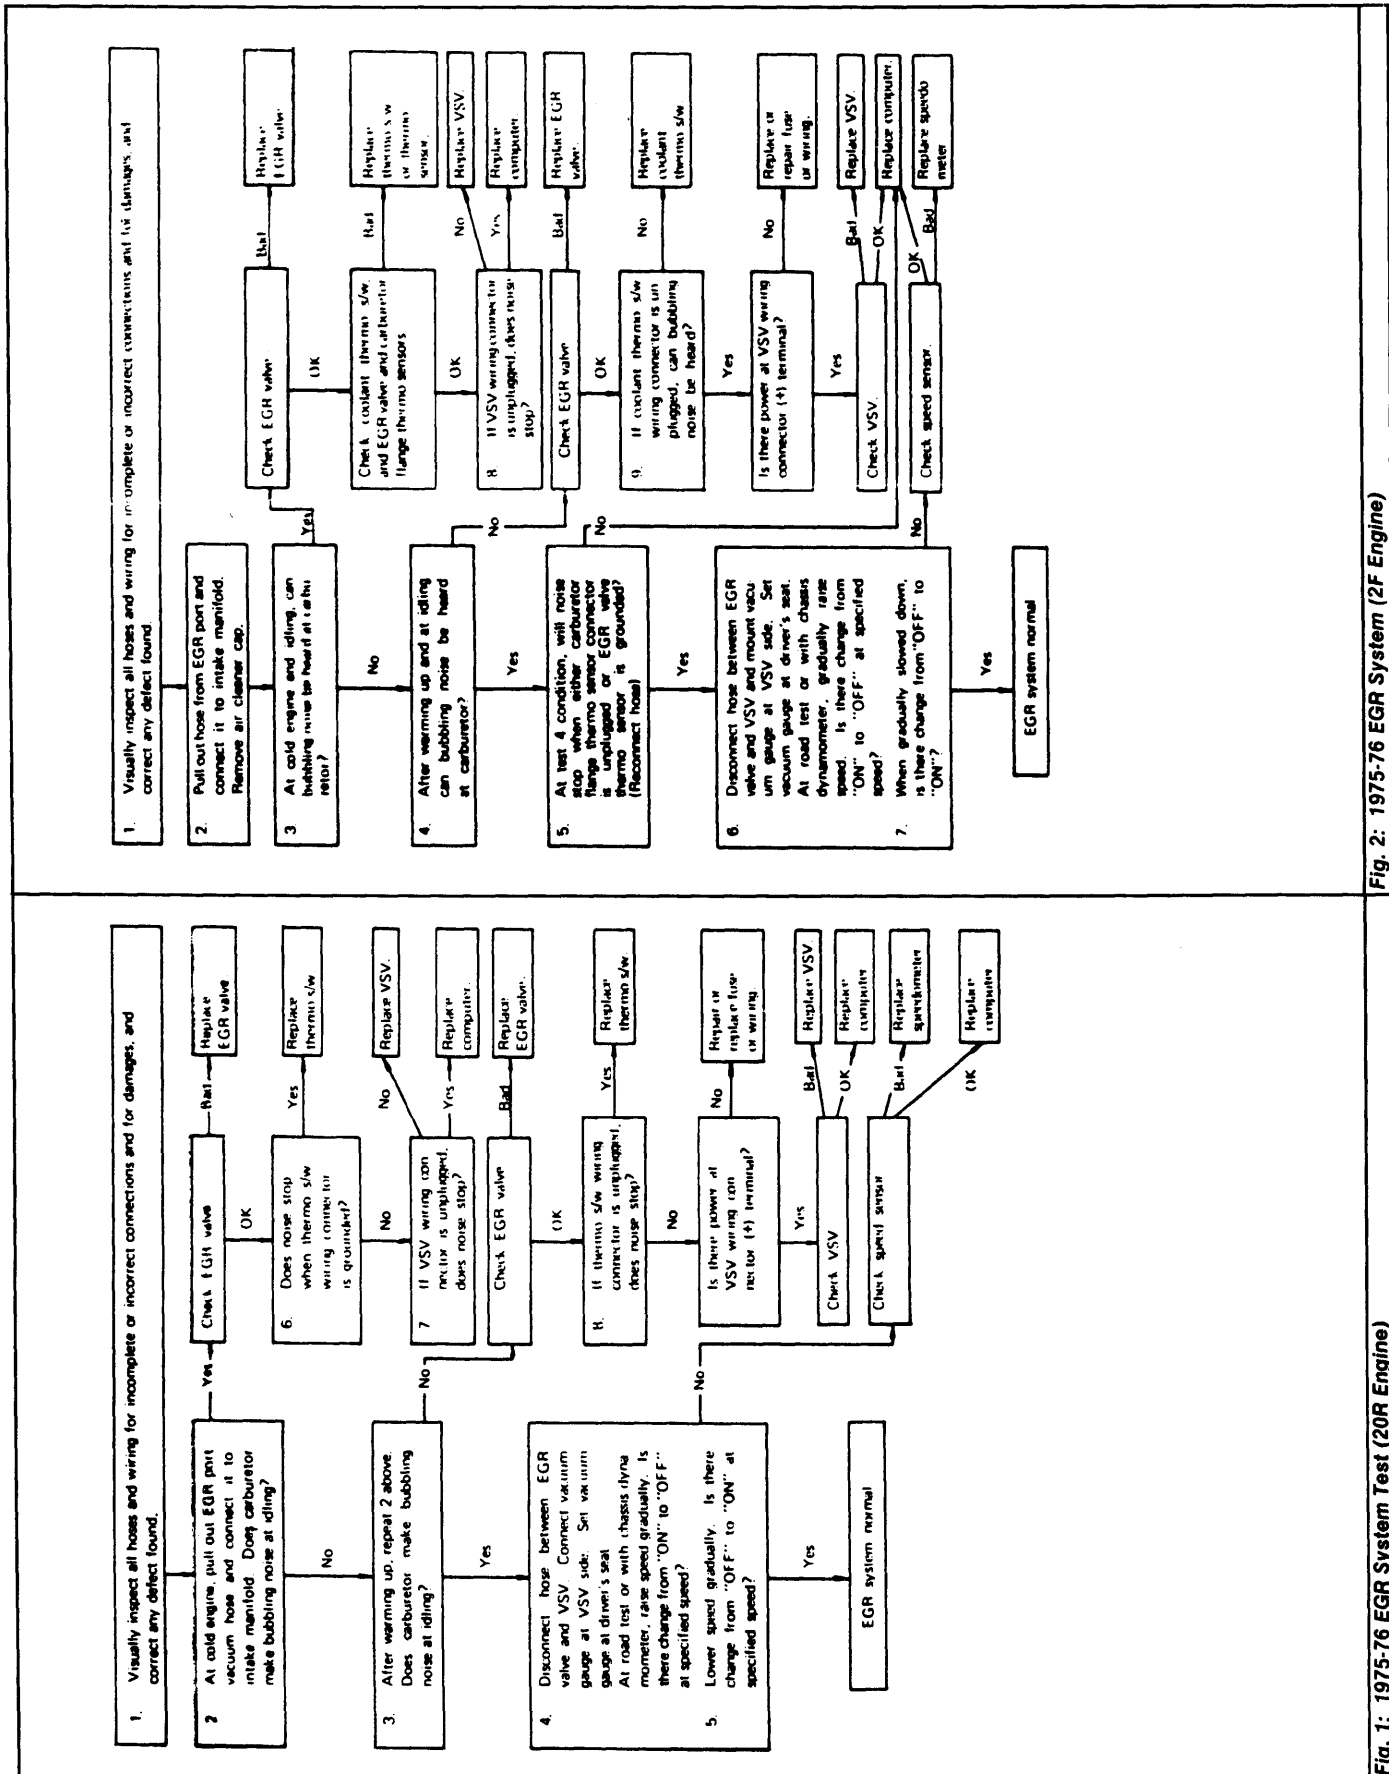 1. Visually inspect all hoses and wiring for incomplete or incorrect connections and for damages, and
correct any defect found.
2 At cold engine, pull out EGR port
vacuum hose and connect it to
intake manifold. Does carburetor
make bubbling noise at idling?
Yes
Check EGR valve
Bad
Replace
EGR valve
OK
6. Does noise stop
when thermo s/w
wiring connector
is grounded?
Yes
Replace
thermo s/w
No
No
3. After warming up, repeat 2 above.
Does carburetor make bubbling
noise at idling?
7 If VSV wiring con
nector is unplugged,
does noise stop?
No
Replace VSV.
Yes
Replace
computer.
No
Check EGR valve
Bad
Replace
EGR valve.
Yes
OK
8. If thermo s/w wiring
connector is unplugged,
does noise stop?
Yes
Replace
thermo s/w.
No
4. Disconnect hose between EGR
valve and VSV. Connect vacuum
gauge at VSV side. Set vacuum
gauge at driver's seat
At road test or with chassis dyna
mometer, raise speed gradually. Is
there change from "ON" to "OFF"
at specified speed?
5. Lower speed gradually. Is there
change from "OFF" to "ON" at
specified speed?
Is there power at
VSV wiring con
nector (+) terminal?
No
Repair or
replace fuse
or wiring.
Yes
Check VSV
Bad
Replace VSV.
OK
Replace
computer
No
Check speed sensor
Bad
Replace
speedometer
OK
Replace
computer
Yes
EGR system normal
Fig. 1: 1975-76 EGR System Test (20R Engine)
1. Visually inspect all hoses and wiring for incomplete or incorrect connections and for damages, and
correct any defect found.
2. Pull out hose from EGR port and
connect it to intake manifold.
Remove air cleaner cap.
3 At cold engine and idling, can
bubbling noise be heard at carbu
retor?
Yes
Check EGR valve.
Bad
Replace
EGR valve.
OK
Check coolant thermo s/w.
and EGR valve and carburetor
flange thermo sensors
Bad
Replace
thermo s/w
or thermo
sensor.
No
OK
4. After warming up and at idling
can bubbling noise be heard
at carburetor?
8 If VSV wiring connector
is unplugged, does noise
stop?
No
Replace VSV.
Yes
Replace
computer.
No
Check EGR valve
Bad
Replace EGR
valve.
Yes
OK
5. At test 4 condition, will noise
stop when either carburetor
flange thermo sensor connector
is unplugged or EGR valve
thermo sensor is grounded?
(Reconnect hose)
No
9. If coolant thermo s/w
wiring connector is un
plugged, can bubbling
noise be heard?
No
Replace
coolant
thermo s/w
Yes
Yes
6. Disconnect hose between EGR
valve and VSV and mount vacu
um gauge at VSV side. Set
vacuum gauge at driver's seat.
At road test or with chassis
dynamometer, gradually raise
speed. Is there change from
"ON" to "OFF" at specified
speed?
7. When gradually slowed down,
is there change from "OFF" to
"ON"?
Is there power at VSV wiring
connector (+) terminal?
No
Replace or
repair fuse
or wiring.
Yes
Check VSV.
Bad
Replace VSV.
OK
Replace computer.
No
Check speed sensor.
OK
Bad
Replace speedo
meter
Yes
EGR system normal
Fig. 2: 1975-76 EGR System (2F Engine)